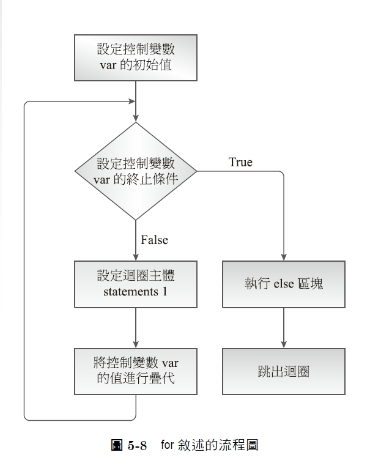 設定控制變數
var 的初始值
設定控制變數
var 的終止條件
True
False
設定迴圈主體
statements 1
執行 else 區塊
將控制變數 var
的值進行疊代
跳出迴圈
圖 5-8 for 敘述的流程圖